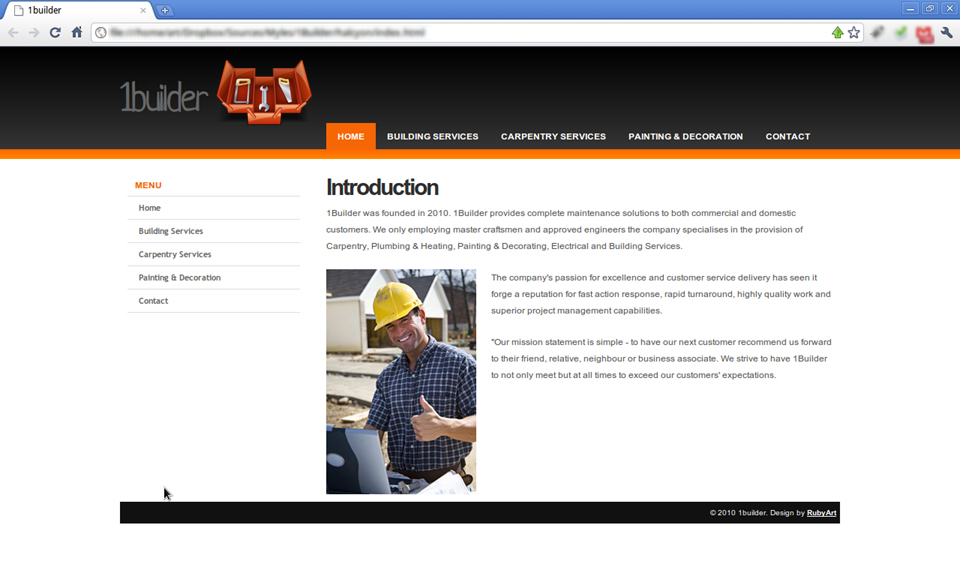 1builder
1builder
HOME BUILDING SERVICES CARPENTRY SERVICES PAINTING & DECORATION CONTACT
MENU
Home
Building Services
Carpentry Services
Painting & Decoration
Contact
Introduction
1Builder was founded in 2010. 1Builder provides complete maintenance solutions to both commercial and domestic
customers. We only employing master craftsmen and approved engineers the company specialises in the provision of
Carpentry, Plumbing & Heating, Painting & Decorating, Electrical and Building Services.
The company's passion for excellence and customer service delivery has seen it
forge a reputation for fast action response, rapid turnaround, highly quality work and
superior project management capabilities.
"Our mission statement is simple - to have our next customer recommend us forward
to their friend, relative, neighbour or business associate. We strive to have 1Builder
to not only meet but at all times to exceed our customers' expectations.
© 2010 1builder. Design by RubyArt